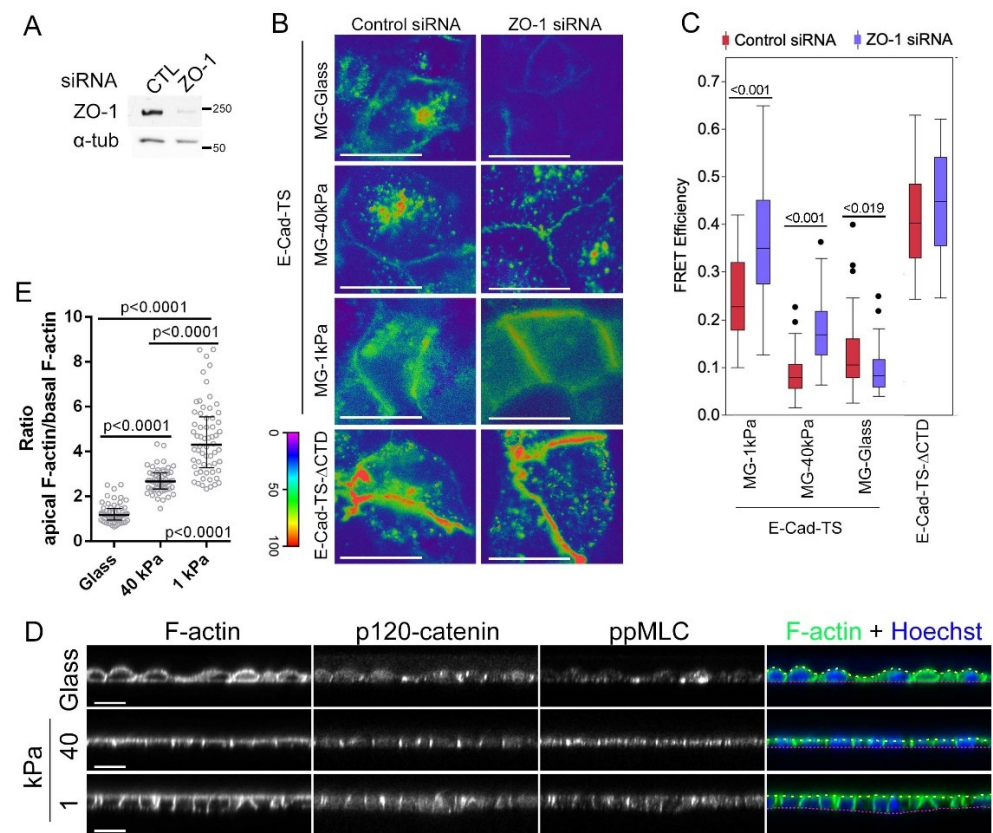 A
siRNA CTL ZO-1
ZO-1 250
α-tub 50
B
Control siRNA ZO-1 siRNA
E-Cad-TS
MG-Glass
MG-40kPa
MG-1kPa
E-Cad-TS-ΔCTD
0
50
100
C
Control siRNA ZO-1 siRNA
FRET Efficiency
0.7
0.6
0.5
0.4
0.3
0.2
0.1
0.0
<0.001
<0.001
<0.019
MG-1kPa
MG-40kPa
MG-Glass
E-Cad-TS
E-Cad-TS-ΔCTD
E
Ratio
apical F-actin/basal F-actin
10
8
6
4
2
0
p<0.0001
p<0.0001
p<0.0001
p<0.0001
Glass
40 kPa
1 kPa
D
F-actin p120-catenin ppMLC F-actin + Hoechst
Glass
kPa
40
1